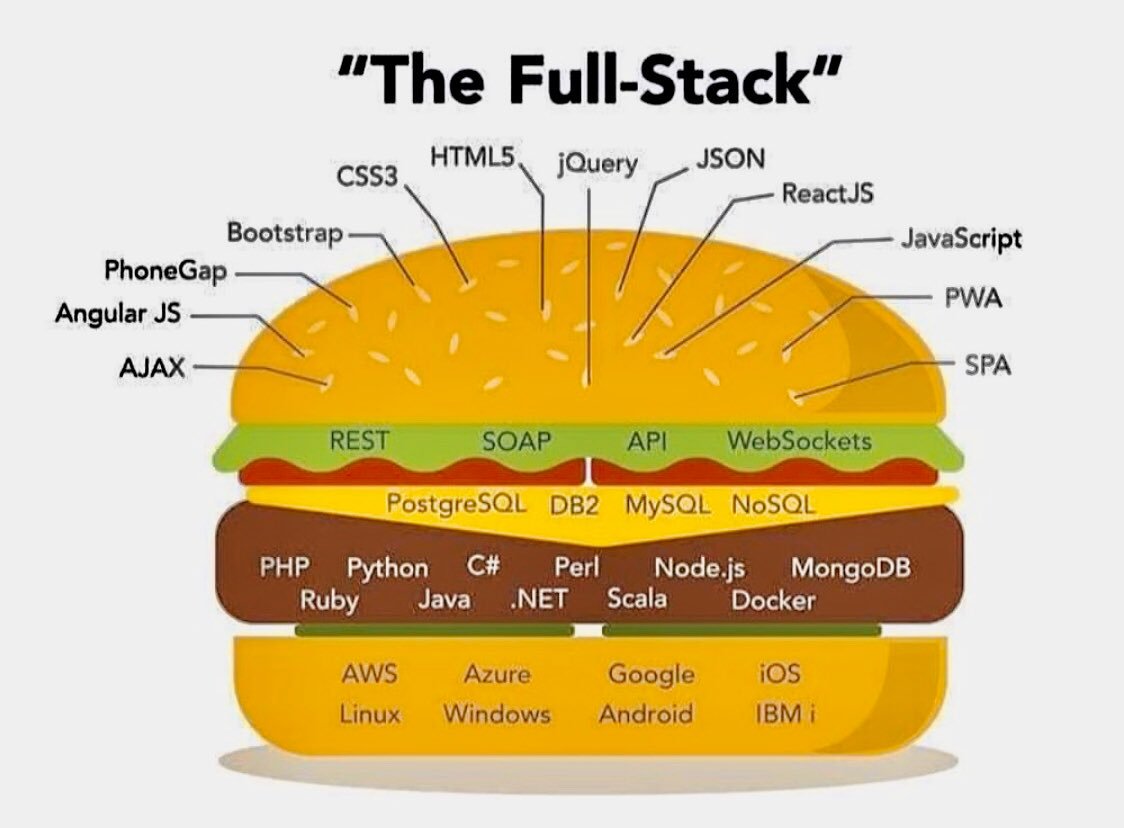 “The Full-Stack”
HTML5 jQuery JSON
CSS3 ReactJS
Bootstrap JavaScript
PhoneGap PWA
Angular JS
AJAX SPA
REST SOAP API WebSockets
PostgreSQL DB2 MySQL NoSQL
PHP Python C# Perl Node.js MongoDB
Ruby Java .NET Scala Docker
AWS Azure Google iOS
Linux Windows Android IBM i